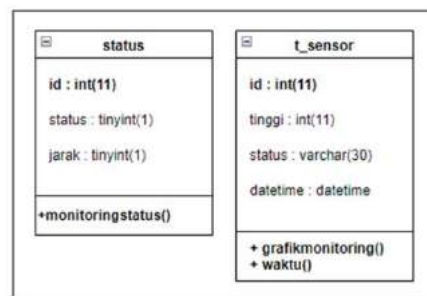 status
id : int(11)
status : tinyint(1)
jarak : tinyint(1)
+monitoringstatus()
t_sensor
id : int(11)
tinggi : int(11)
status : varchar(30)
datetime : datetime
+ grafikmonitoring()
+ waktu()